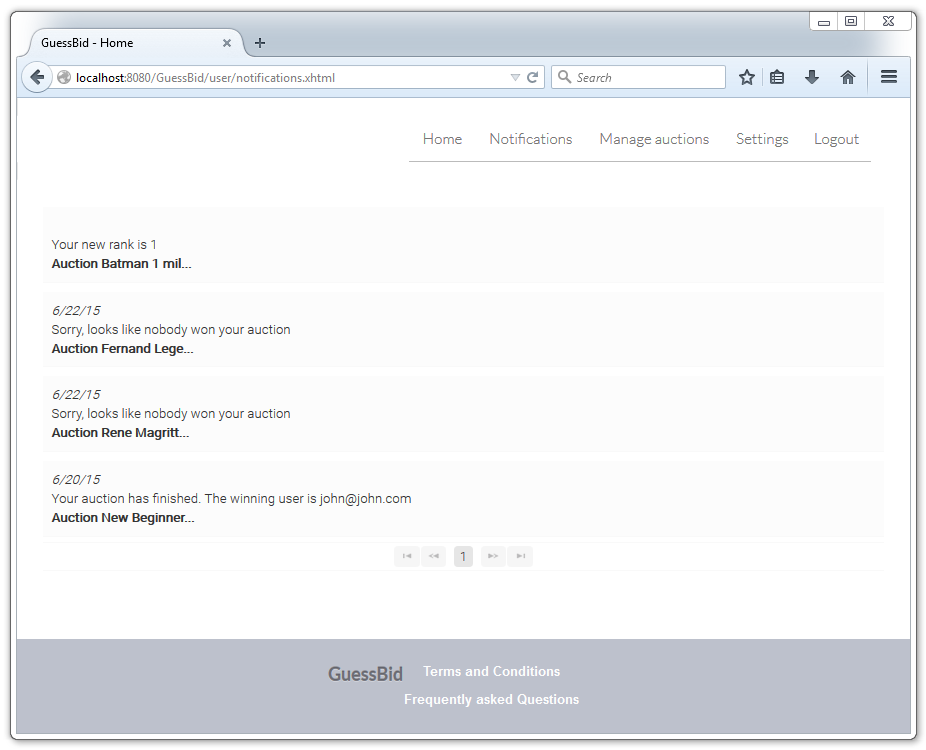 GuessBid - Home
localhost:8080/GuessBid/user/notifications.xhtml
Search
Home Notifications Manage auctions Settings Logout
Your new rank is 1
Auction Batman 1 mil...
6/22/15
Sorry, looks like nobody won your auction
Auction Fernand Lege...
6/22/15
Sorry, looks like nobody won your auction
Auction Rene Magritt...
6/20/15
Your auction has finished. The winning user is john@john.com
Auction New Beginner...
1
GuessBid Terms and Conditions
Frequently asked Questions